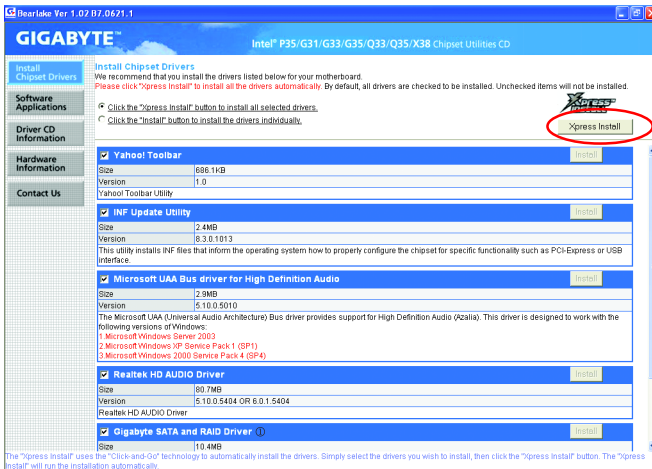 Bearlake Ver 1.02 B7.0621.1
GIGABYTE™
Intel® P35/G31/G33/G35/Q33/Q35/X38 Chipset Utilities CD
Install
Chipset Drivers
Software
Applications
Driver CD
Information
Hardware
Information
Contact Us
Install Chipset Drivers
We recommend that you install the drivers listed below for your motherboard.
Please click "Xpress Install" to install all the drivers automatically. By default, all drivers are checked to be installed. Unchecked items will not be installed.
Click the "Xpress Install" button to install all selected drivers.
Click the "Install" button to install the drivers individually.
Xpress
Install
Xpress Install
Yahoo! Toolbar
Install
Size 686.1KB
Version 1.0
Yahoo! Toolbar Utility
INF Update Utility
Install
Size 2.4MB
Version 8.3.0.1013
This utility installs INF files that inform the operating system how to properly configure the chipset for specific functionality such as PCI-Express or USB
interface.
Microsoft UAA Bus driver for High Definition Audio
Install
Size 2.9MB
Version 5.10.0.5010
The Microsoft UAA (Universal Audio Architecture) Bus driver provides support for High Definition Audio (Azalia). This driver is designed to work with the
following versions of Windows:
1.Microsoft Windows Server 2003
2.Microsoft Windows XP Service Pack 1 (SP1)
3.Microsoft Windows 2000 Service Pack 4 (SP4)
Realtek HD AUDIO Driver
Install
Size 80.7MB
Version 5.10.0.5404 OR 6.0.1.5404
Realtek HD AUDIO Driver
Gigabyte SATA and RAID Driver
Install
Size 10.4MB
The "Xpress Install" uses the "Click-and-Go" technology to automatically install the drivers. Simply select the drivers you wish to install, then click the "Xpress Install" button. The "Xpress
Install" will run the installation automatically.